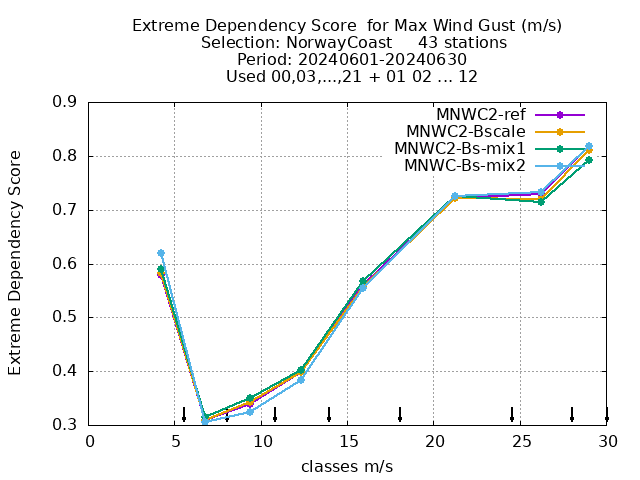 Extreme Dependency Score  for Max Wind Gust (m/s)
Selection: NorwayCoast     43 stations
Period: 20240601-20240630
Used 00,03,...,21 + 01 02 ... 12
MNWC2-ref
MNWC2-Bscale
MNWC2-Bs-mix1
MNWC-Bs-mix2
Extreme Dependency Score
0.9
0.8
0.7
0.6
0.5
0.4
0.3
0 5 10 15 20 25 30
classes m/s